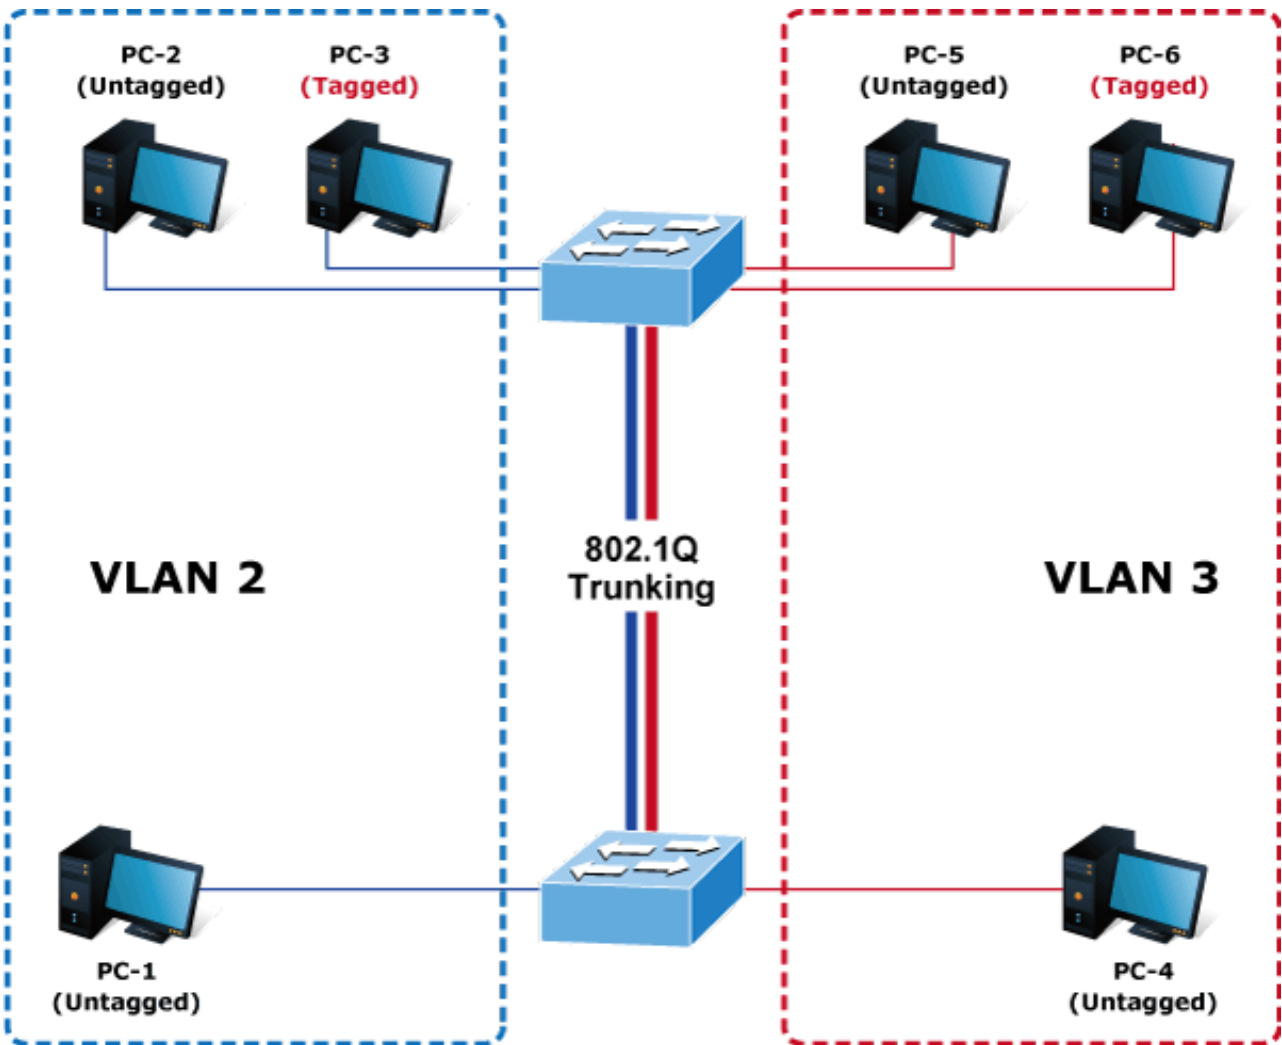 PC-2
(Untagged)
PC-3
(Tagged)
PC-5
(Untagged)
PC-6
(Tagged)
802.1Q
Trunking
VLAN 2
VLAN 3
PC-1
(Untagged)
PC-4
(Untagged)